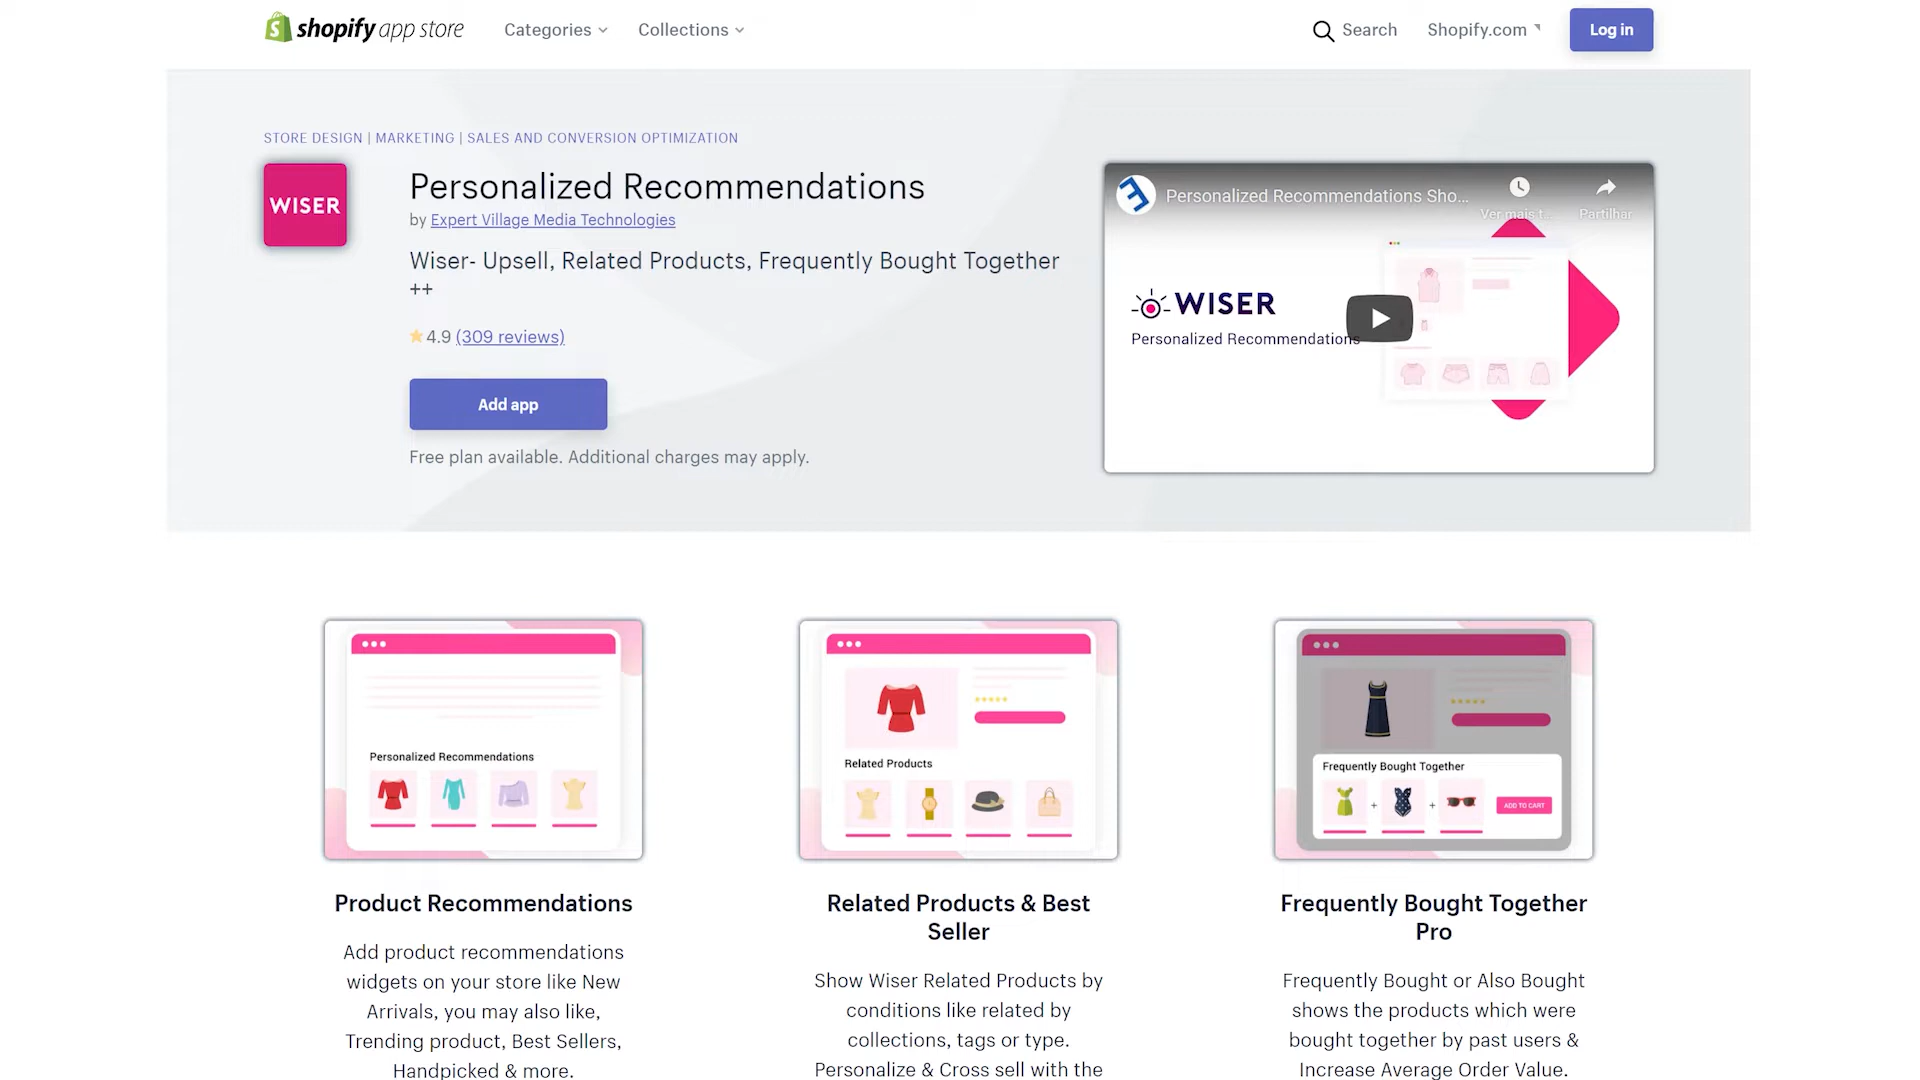 shopify app store
Categories
Collections
Search
Shopify.com
Log in
STORE DESIGN | MARKETING | SALES AND CONVERSION OPTIMIZATION
WISER
Personalized Recommendations
by Expert Village Media Technologies
Wiser- Upsell, Related Products, Frequently Bought Together
++
4.9 (309 reviews)
Add app
Free plan available. Additional charges may apply.
Personalized Recommendations Sho...
Ver mais t...
Partilhar
WISER
Personalized Recommendations
Personalized Recommendations
Related Products
Frequently Bought Together
+ +
ADD TO CART
Product Recommendations
Add product recommendations
widgets on your store like New
Arrivals, you may also like,
Trending product, Best Sellers,
Handpicked & more.
Related Products & Best
Seller
Show Wiser Related Products by
conditions like related by
collections, tags or type.
Personalize & Cross sell with the
Frequently Bought Together
Pro
Frequently Bought or Also Bought
shows the products which were
bought together by past users &
Increase Average Order Value.